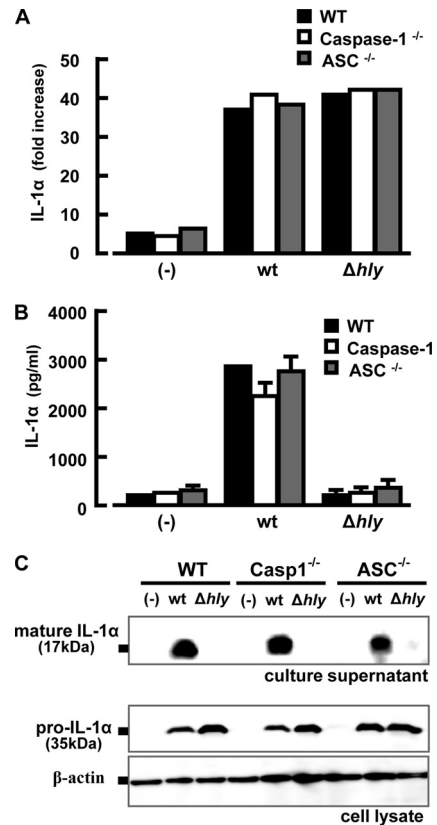 A
WT
Caspase-1 -/-
ASC -/-
IL-1α (fold increase)
50
40
30
20
10
0
(-) wt Δhly
B
WT
Caspase-1
ASC -/-
IL-1α (pg/ml)
4000
3000
2000
1000
0
(-) wt Δhly
C
WT Casp1-/- ASC-/-
(-) wt Δhly (-) wt Δhly (-) wt Δhly
mature IL-1α
(17kDa)
culture supernatant
pro-IL-1α
(35kDa)
β-actin
cell lysate